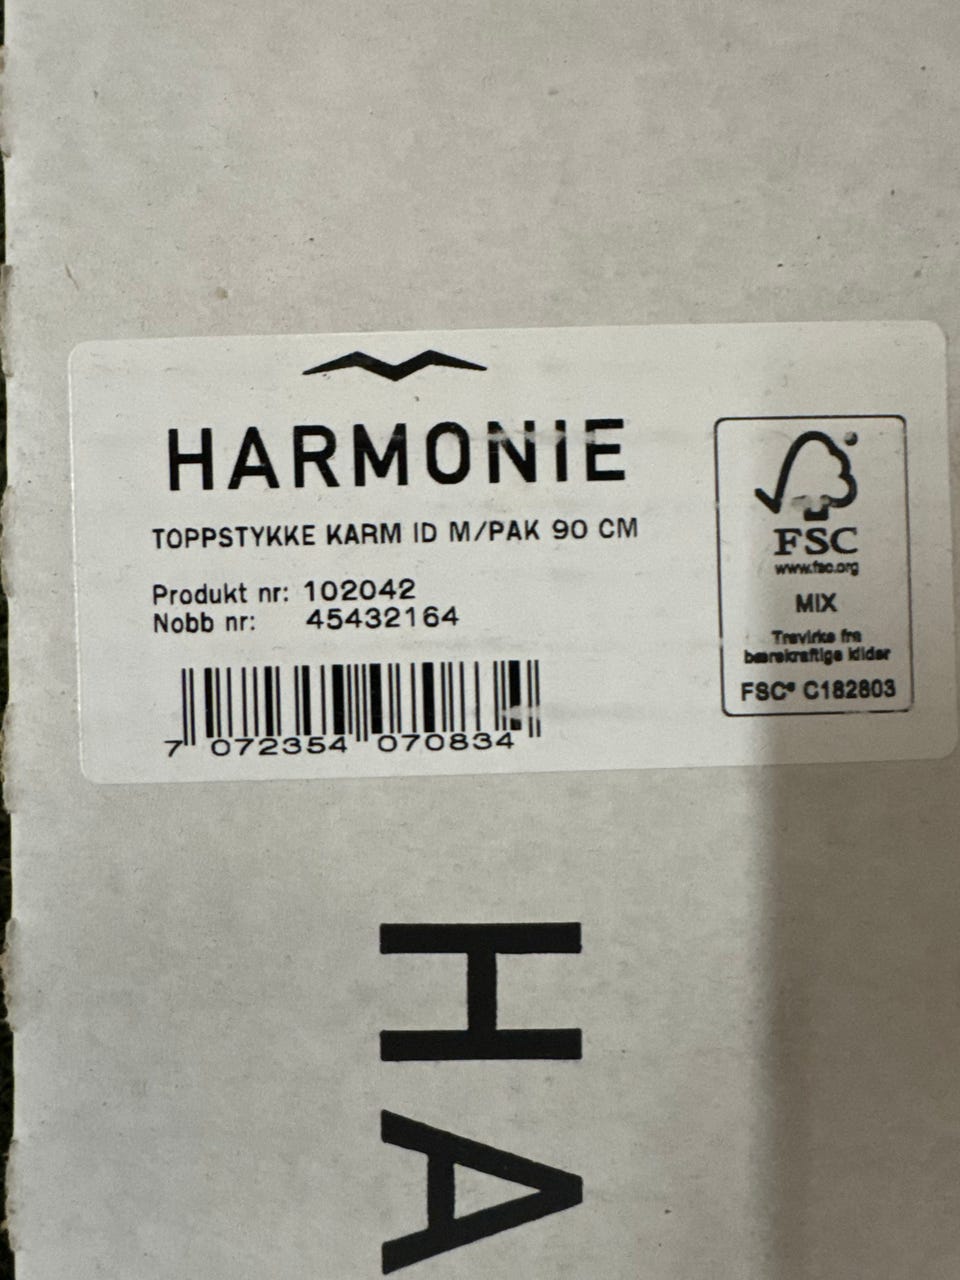 HARMONiE
TOPPSTYKKE KARM ID M/PAK 90 CM
Produkt nr: 102042
Nobb nr: 45432164
7 072354 070834
FSC
www.fsc.org
MIX
Trevirke fra
bærekraftige kilder
FSC® C182803
HA